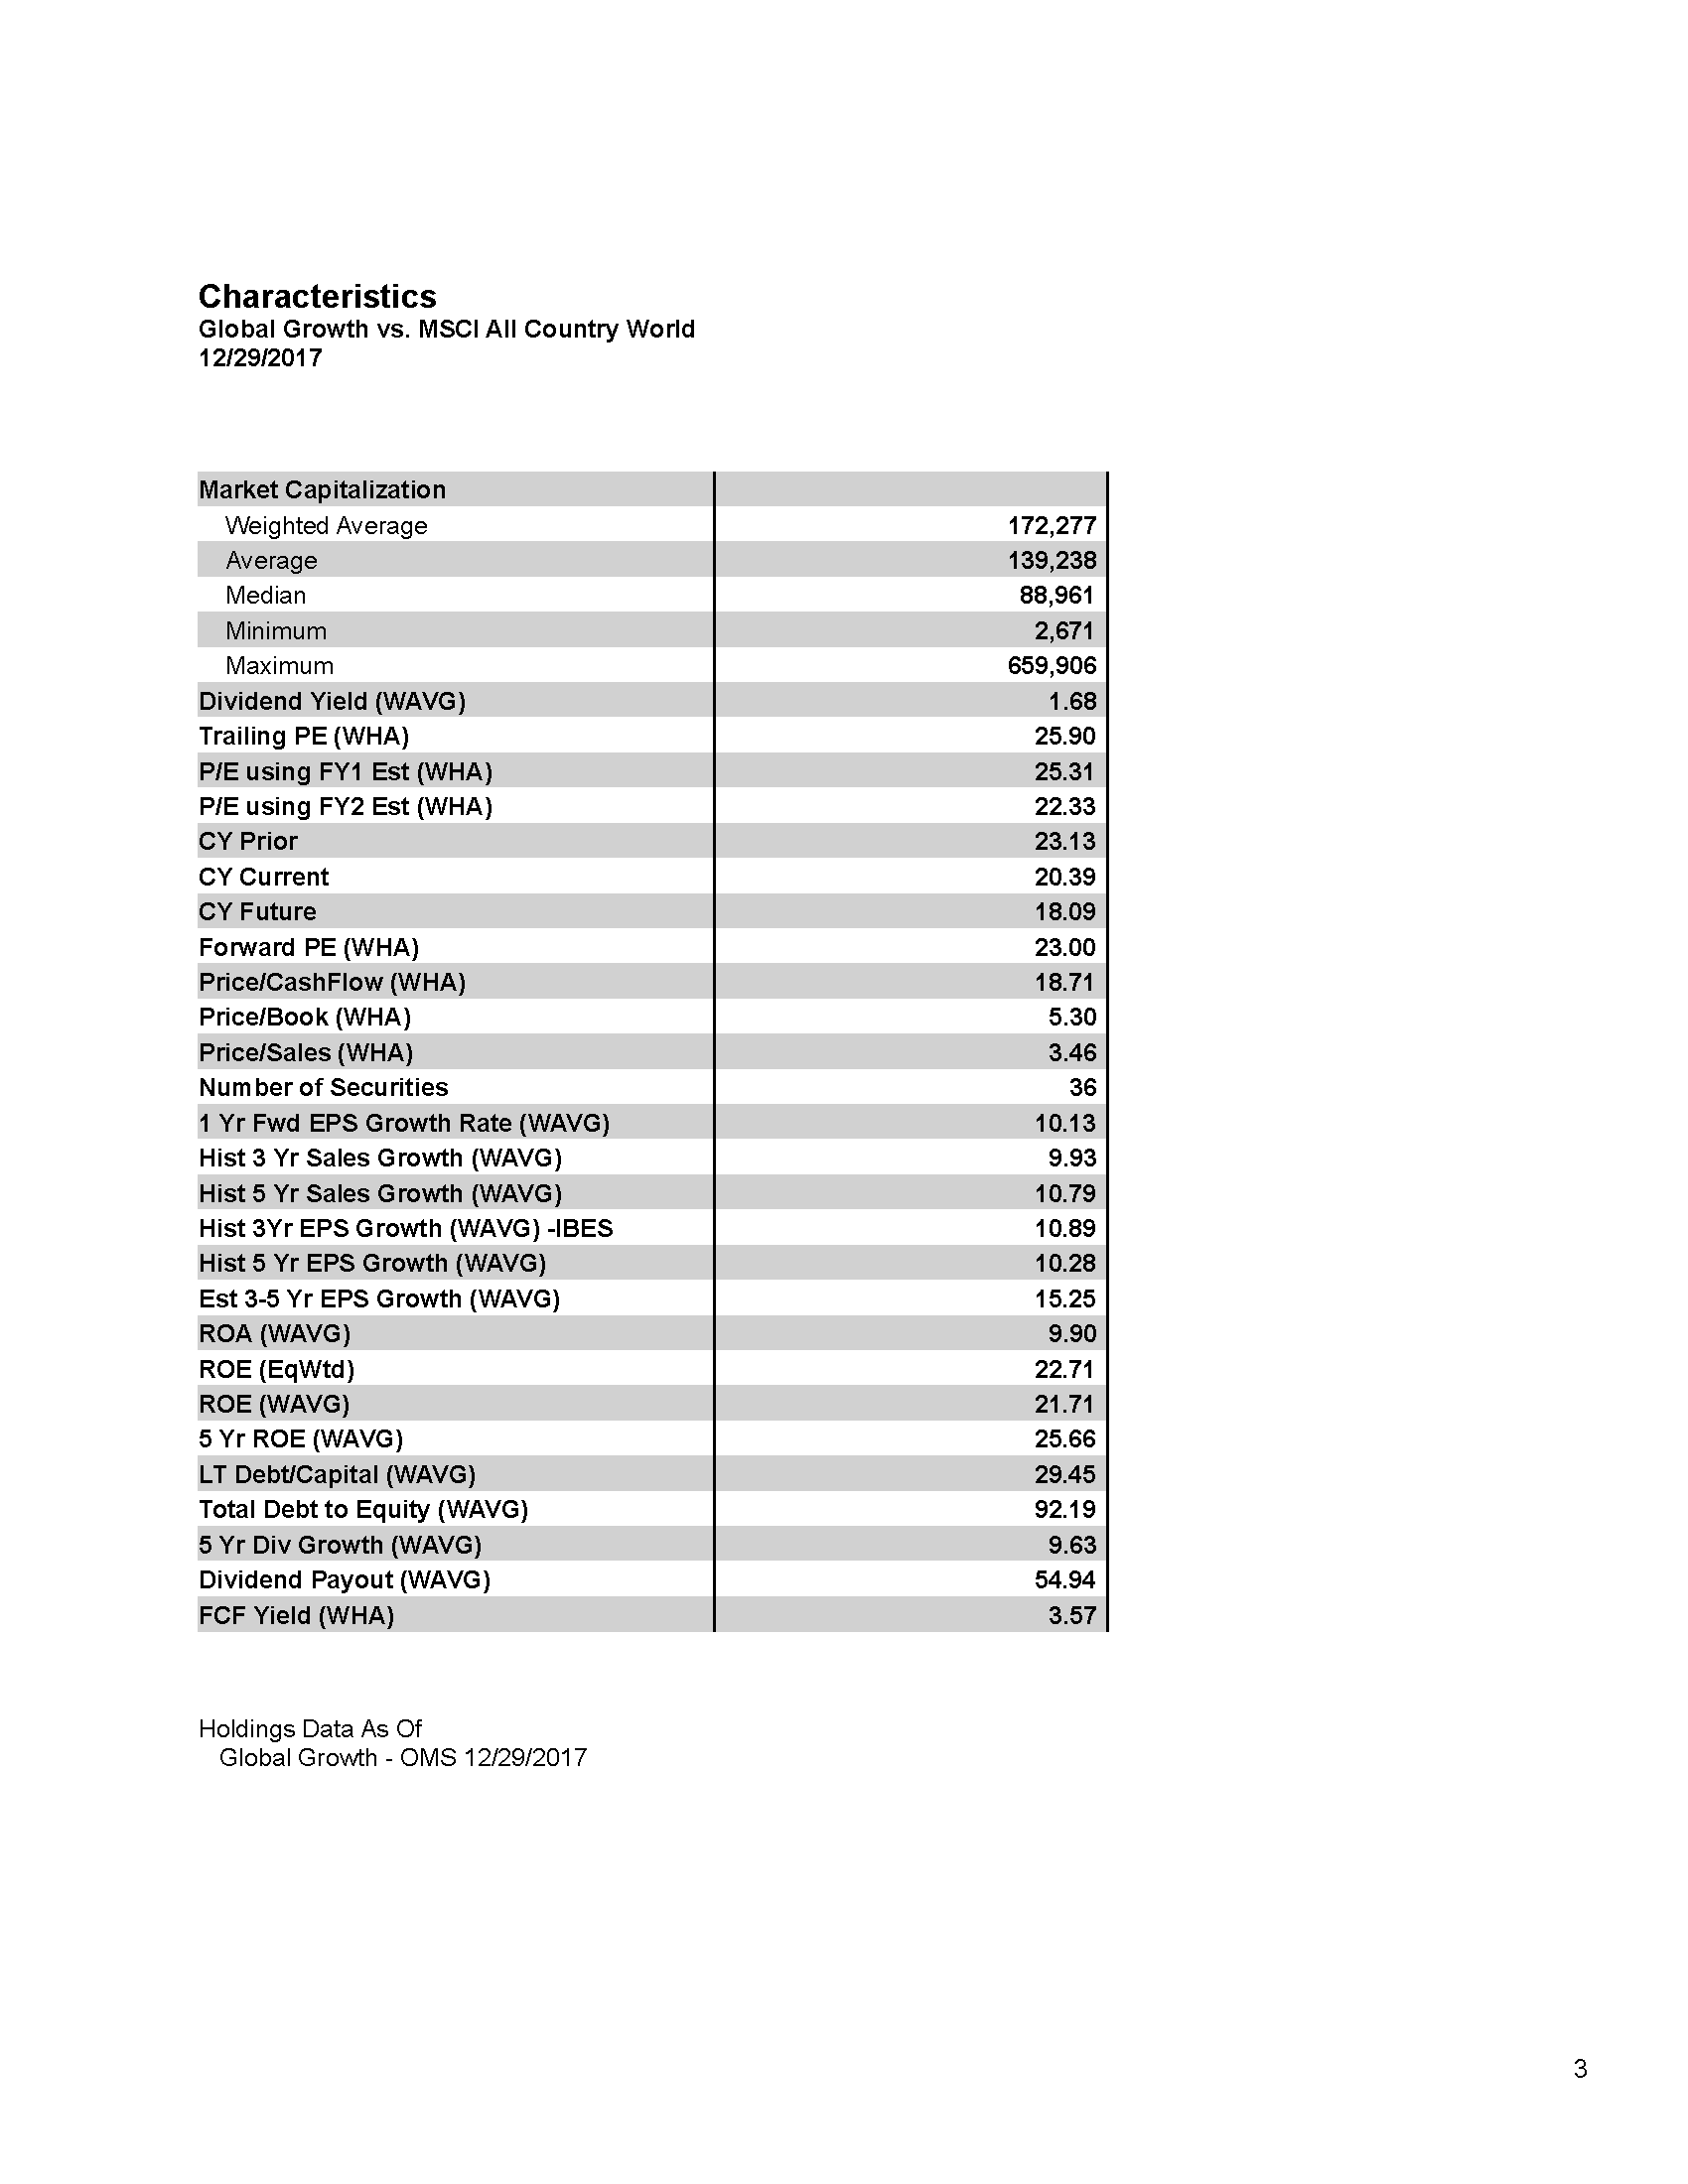 Characteristics
Global Growth vs. MSCI All Country World
12/29/2017
Market Capitalization
Weighted Average 172,277
Average 139,238
Median 88,961
Minimum 2,671
Maximum 659,906
Dividend Yield (WAVG) 1.68
Trailing PE (WHA) 25.90
P/E using FY1 Est (WHA) 25.31
P/E using FY2 Est (WHA) 22.33
CY Prior 23.13
CY Current 20.39
CY Future 18.09
Forward PE (WHA) 23.00
Price/CashFlow (WHA) 18.71
Price/Book (WHA) 5.30
Price/Sales (WHA) 3.46
Number of Securities 36
1 Yr Fwd EPS Growth Rate (WAVG) 10.13
Hist 3 Yr Sales Growth (WAVG) 9.93
Hist 5 Yr Sales Growth (WAVG) 10.79
Hist 3Yr EPS Growth (WAVG) -IBES 10.89
Hist 5 Yr EPS Growth (WAVG) 10.28
Est 3-5 Yr EPS Growth (WAVG) 15.25
ROA (WAVG) 9.90
ROE (EqWtd) 22.71
ROE (WAVG) 21.71
5 Yr ROE (WAVG) 25.66
LT Debt/Capital (WAVG) 29.45
Total Debt to Equity (WAVG) 92.19
5 Yr Div Growth (WAVG) 9.63
Dividend Payout (WAVG) 54.94
FCF Yield (WHA) 3.57
Holdings Data As Of
Global Growth - OMS 12/29/2017
3